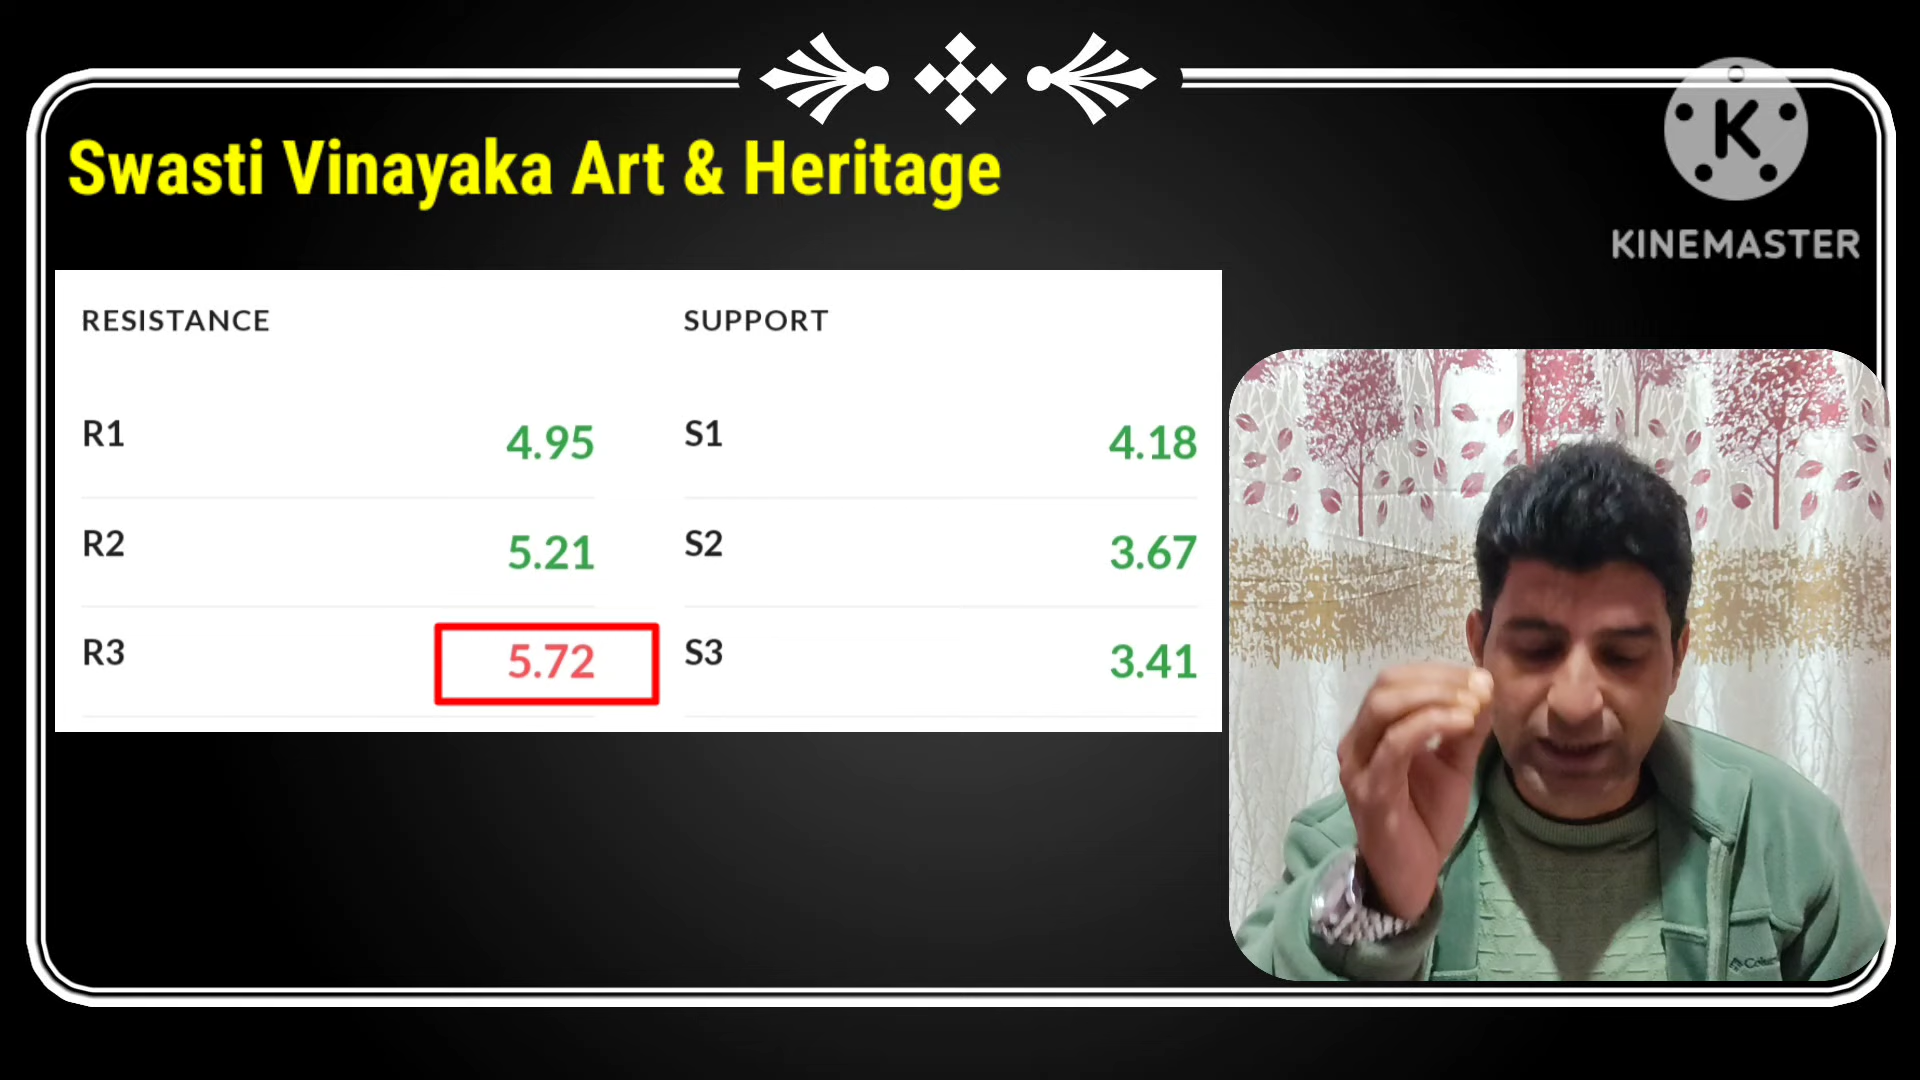 Swasti Vinayaka Art & Heritage
K
KINEMASTER
RESISTANCE SUPPORT
R1 4.95 S1 4.18
R2 5.21 S2 3.67
R3 5.72 S3 3.41